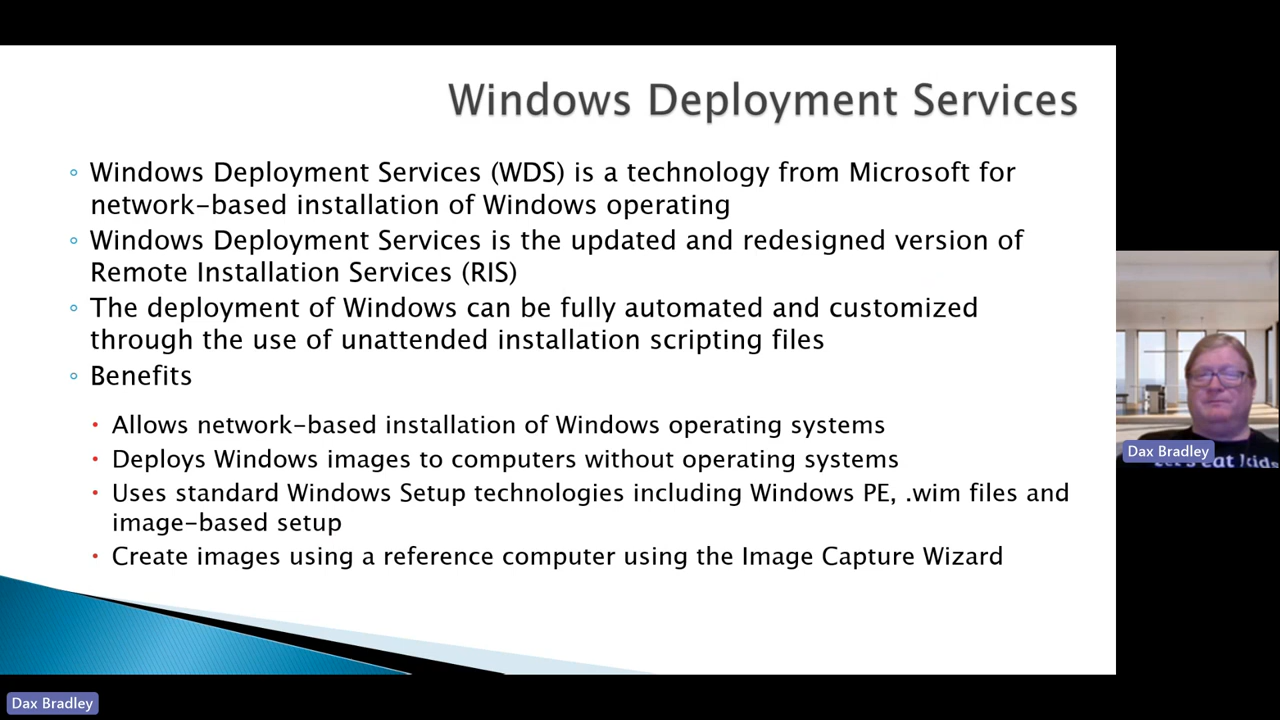 Windows Deployment Services
Windows Deployment Services (WDS) is a technology from Microsoft for
network-based installation of Windows operating
Windows Deployment Services is the updated and redesigned version of
Remote Installation Services (RIS)
The deployment of Windows can be fully automated and customized
through the use of unattended installation scripting files
Benefits
Allows network-based installation of Windows operating systems
Deploys Windows images to computers without operating systems
Uses standard Windows Setup technologies including Windows PE, .wim files and
image-based setup
Create images using a reference computer using the Image Capture Wizard
Dax Bradley
eat kids
Dax Bradley